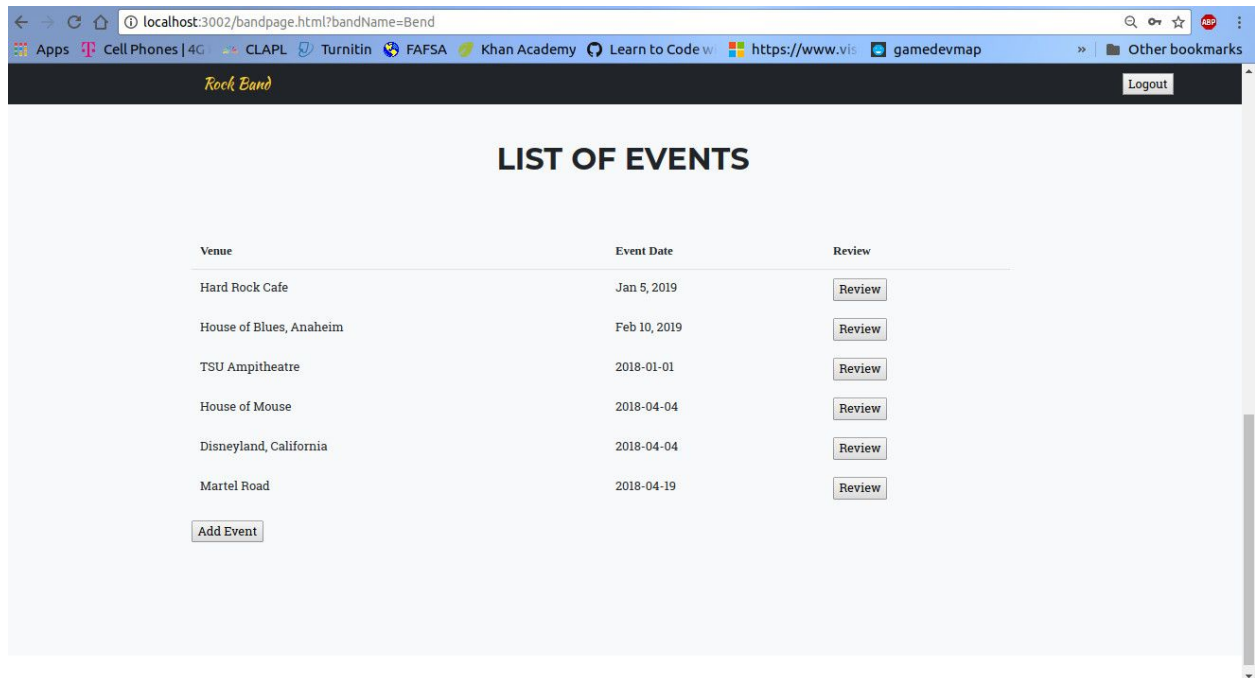 localhost:3002/bandpage.html?bandName=Bend
ABP
Apps Cell Phones | 4G CLAPL Turnitin FAFSA Khan Academy Learn to Code w https://www.vis gamedevmap » Other bookmarks
Rock Band Logout
LIST OF EVENTS
Venue Event Date Review
Hard Rock Cafe Jan 5, 2019 Review
House of Blues, Anaheim Feb 10, 2019 Review
TSU Ampitheatre 2018-01-01 Review
House of Mouse 2018-04-04 Review
Disneyland, California 2018-04-04 Review
Martel Road 2018-04-19 Review
Add Event